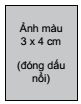 Ảnh màu
3 x 4 cm
(đóng dấu
nổi)